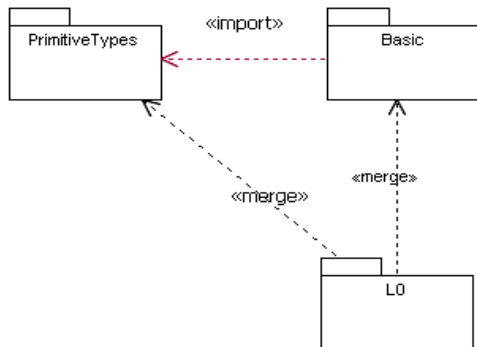 «import»
PrimitiveTypes
Basic
«merge»
«merge»
L0